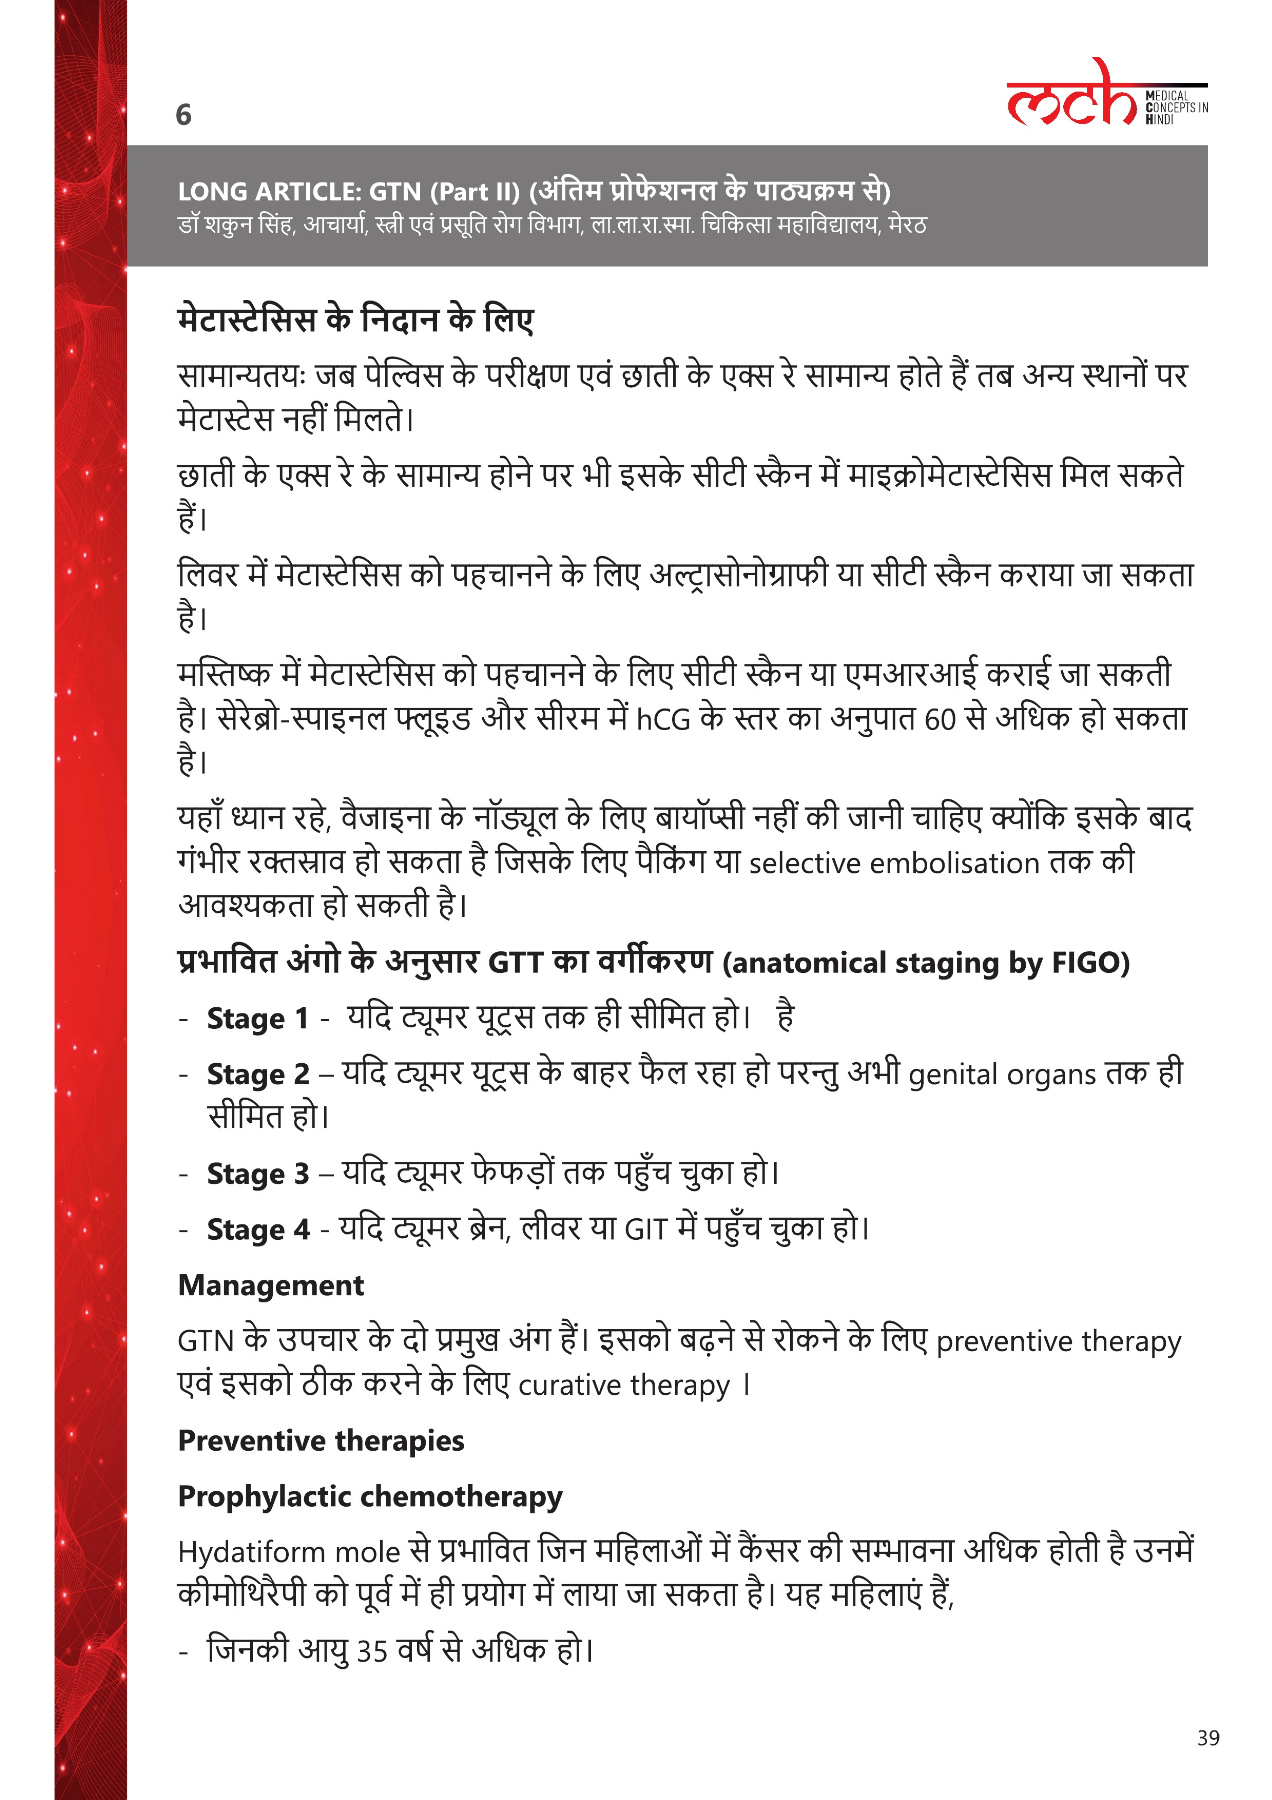 6
mch
MEDICAL
CONCEPTS IN
HINDI
LONG ARTICLE: GTN (Part II) (अंतिम प्रोफेशनल के पाठ्यक्रम से)
डॉ शकुन सिंह, आचार्या, स्त्री एवं प्रसूति रोग विभाग, ला.ला.रा.स्मा. चिकित्सा महाविद्यालय, मेरठ
मेटास्टेसिस के निदान के लिए
सामान्यतयः जब पेल्विस के परीक्षण एवं छाती के एक्स रे सामान्य होते हैं तब अन्य स्थानों पर
मेटास्टेस नहीं मिलते।
छाती के एक्स रे के सामान्य होने पर भी इसके सीटी स्कैन में माइक्रोमेटास्टेसिस मिल सकते
हैं।
लिवर में मेटास्टेसिस को पहचानने के लिए अल्ट्रासोनोग्राफी या सीटी स्कैन कराया जा सकता
है।
मस्तिष्क में मेटास्टेसिस को पहचानने के लिए सीटी स्कैन या एमआरआई कराई जा सकती
है। सेरेब्रो-स्पाइनल फ्लूइड और सीरम में hCG के स्तर का अनुपात 60 से अधिक हो सकता
है।
यहाँ ध्यान रहे, वैजाइना के नॉड्यूल के लिए बायॉप्सी नहीं की जानी चाहिए क्योंकि इसके बाद
गंभीर रक्तस्राव हो सकता है जिसके लिए पैकिंग या selective embolisation तक की
आवश्यकता हो सकती है।
प्रभावित अंगो के अनुसार GTT का वर्गीकरण (anatomical staging by FIGO)
- Stage 1 - यदि ट्यूमर यूट्रस तक ही सीमित हो। है
- Stage 2 – यदि ट्यूमर यूट्रस के बाहर फैल रहा हो परन्तु अभी genital organs तक ही
सीमित हो।
- Stage 3 – यदि ट्यूमर फेफड़ों तक पहुँच चुका हो।
- Stage 4 - यदि ट्यूमर ब्रेन, लीवर या GIT में पहुँच चुका हो।
Management
GTN के उपचार के दो प्रमुख अंग हैं। इसको बढ़ने से रोकने के लिए preventive therapy
एवं इसको ठीक करने के लिए curative therapy ।
Preventive therapies
Prophylactic chemotherapy
Hydatiform mole से प्रभावित जिन महिलाओं में कैंसर की सम्भावना अधिक होती है उनमें
कीमोथिरैपी को पूर्व में ही प्रयोग में लाया जा सकता है। यह महिलाएं हैं,
- जिनकी आयु 35 वर्ष से अधिक हो।
39